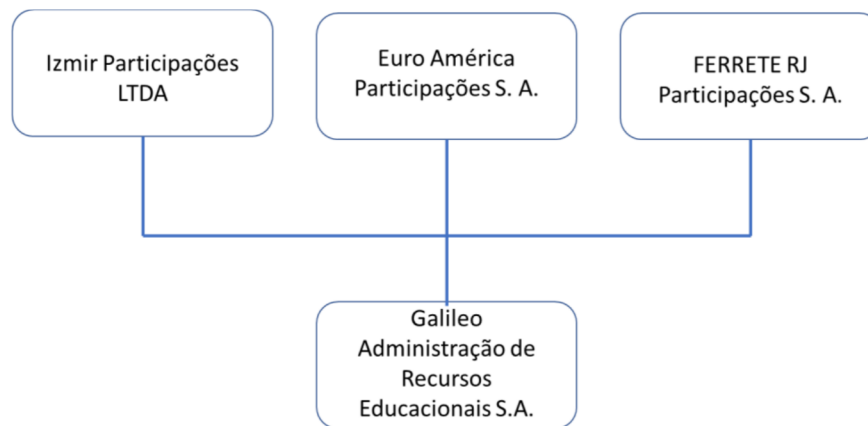 Izmir Participações
LTDA
Euro América
Participações S. A.
FERRETE RJ
Participações S. A.
Galileo
Administração de
Recursos
Educacionais S.A.